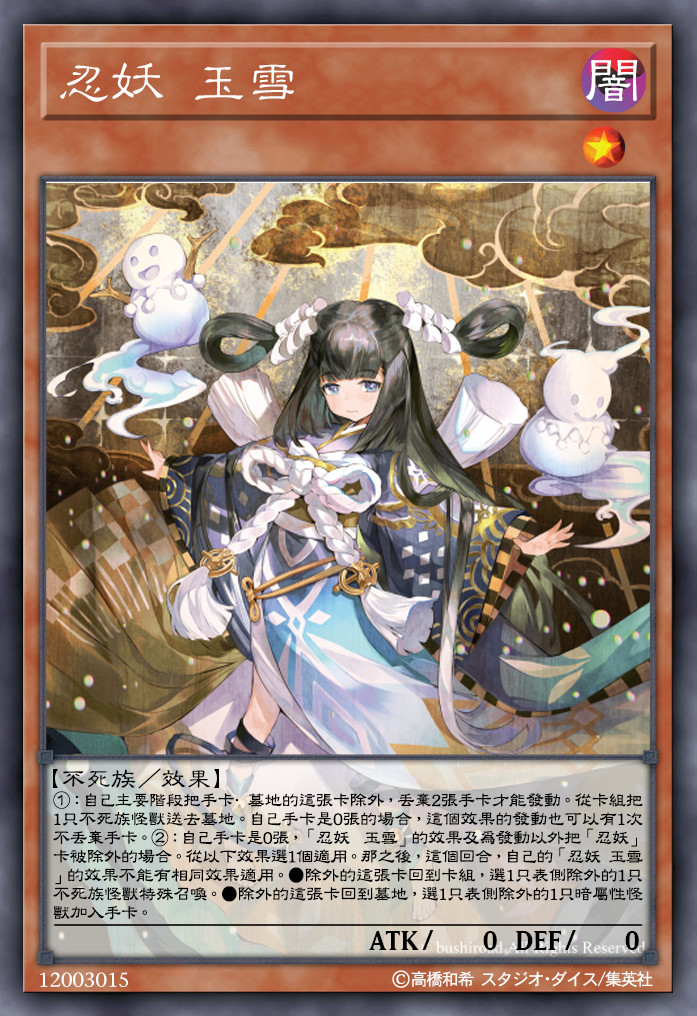 忍妖 玉雪
闇
【不死族／效果】
①：自己主要階段把手卡·墓地的這張卡除外，丟棄2張手卡才能發動。從卡組把
1只不死族怪獸送去墓地。自己手卡是0張的場合，這個效果的發動也可以有1次
不丟棄手卡。②：自己手卡是0張，「忍妖 玉雪」的效果及爲發動以外把「忍妖」
卡被除外的場合。從以下效果選1個適用。那之後，這個回合，自己的「忍妖 玉雪
」的效果不能有相同效果適用。●除外的這張卡回到卡組，選1只表側除外的1只
不死族怪獸特殊召喚。●除外的這張卡回到墓地，選1只表側除外的1只暗屬性怪
獸加入手卡。
ATK/ 0 DEF/ 0
bushiroad.All Rights Reserved
12003015 ©高橋和希 スタジオ・ダイス/集英社